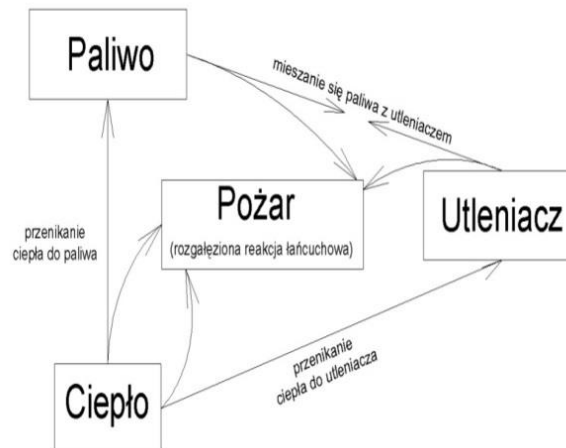 Paliwo
mieszanie się paliwa z utleniaczem
Pożar
(rozgałęziona reakcja łańcuchowa)
Utleniacz
przenikanie
ciepła do paliwa
przenikanie
ciepła do utleniacza
Ciepło